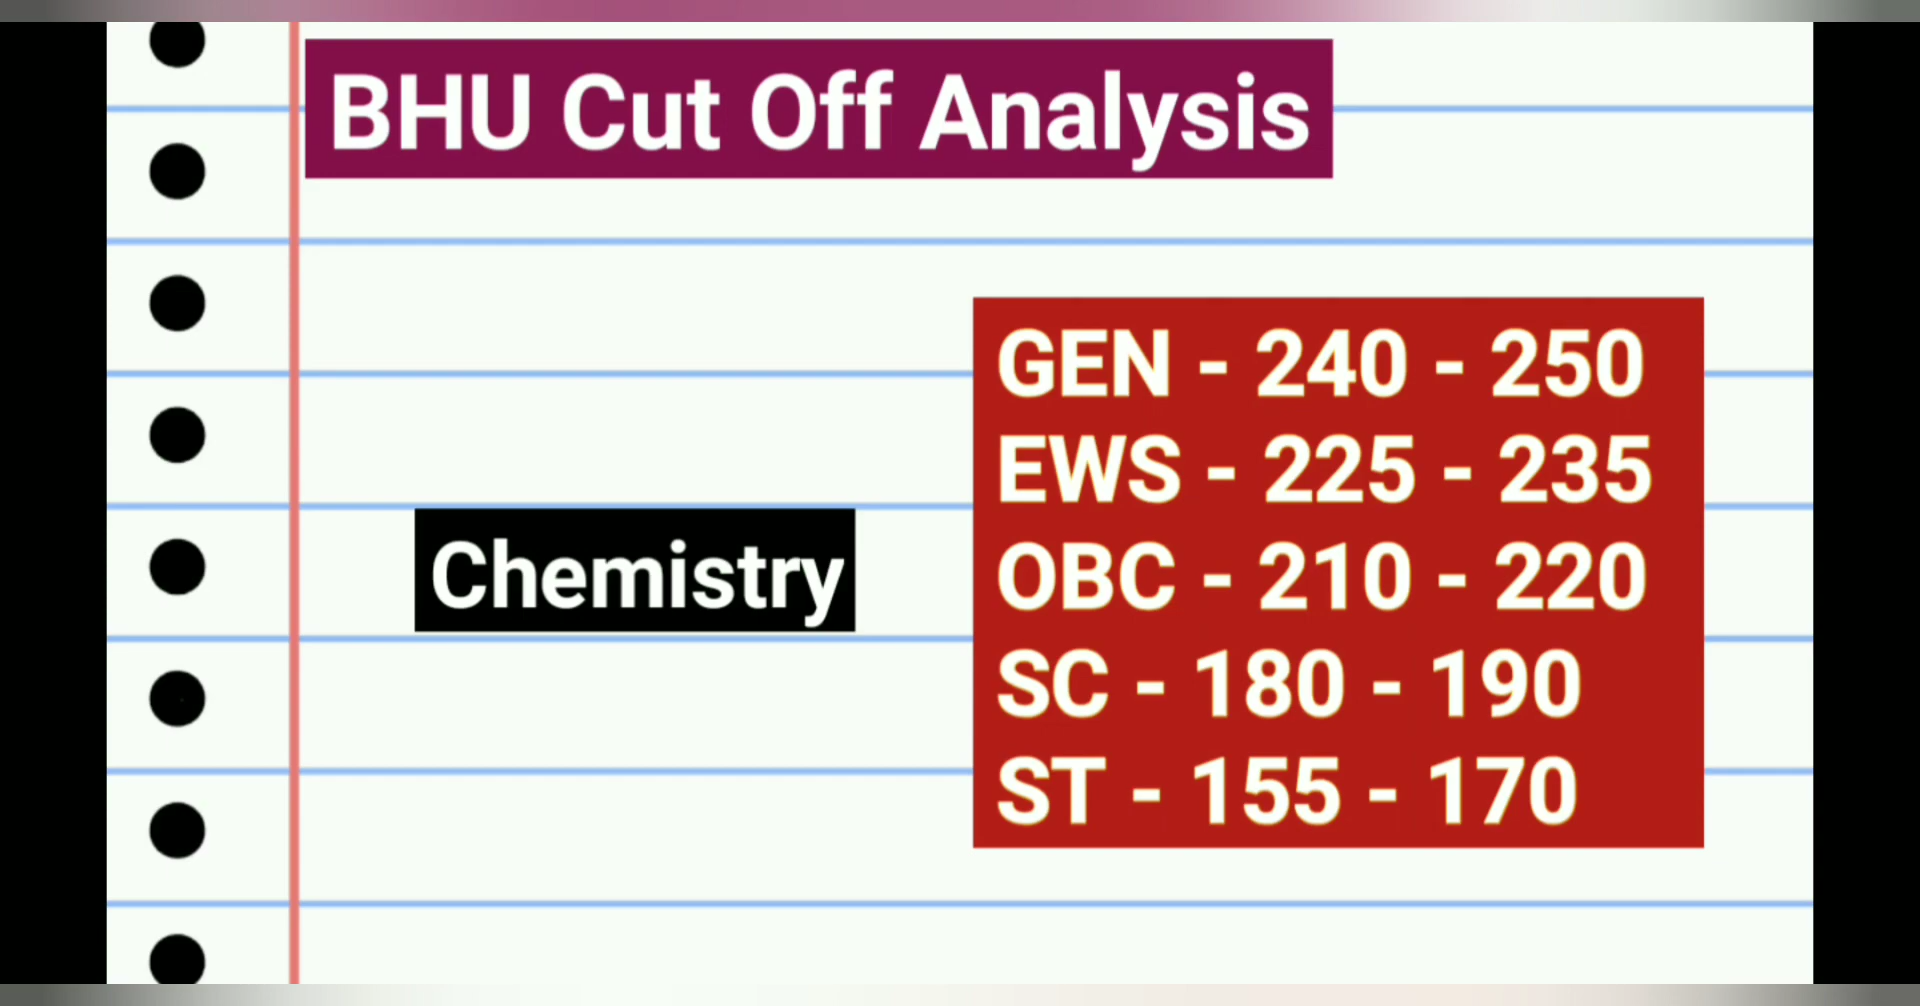 BHU Cut Off Analysis
Chemistry
GEN - 240 - 250
EWS - 225 - 235
OBC - 210 - 220
SC - 180 - 190
ST - 155 - 170